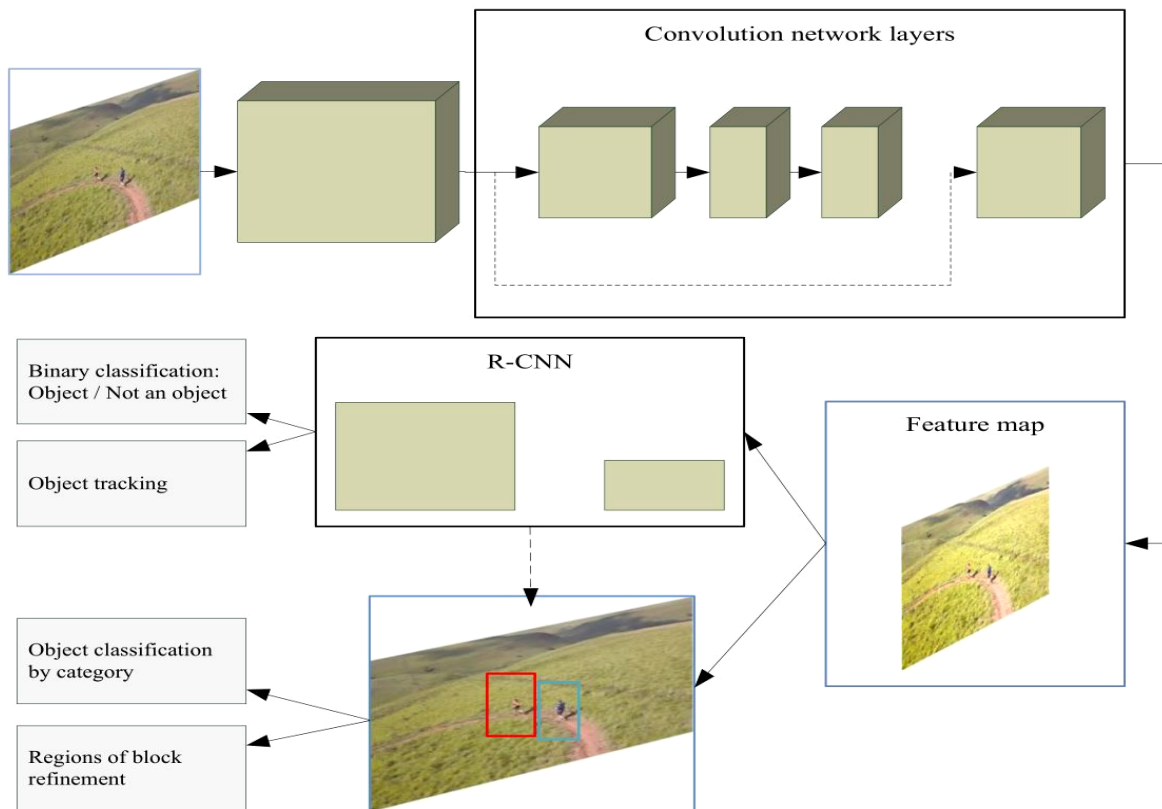 Convolution network layers
Binary classification:
Object / Not an object
Object tracking
R-CNN
Feature map
Object classification
by category
Regions of block
refinement